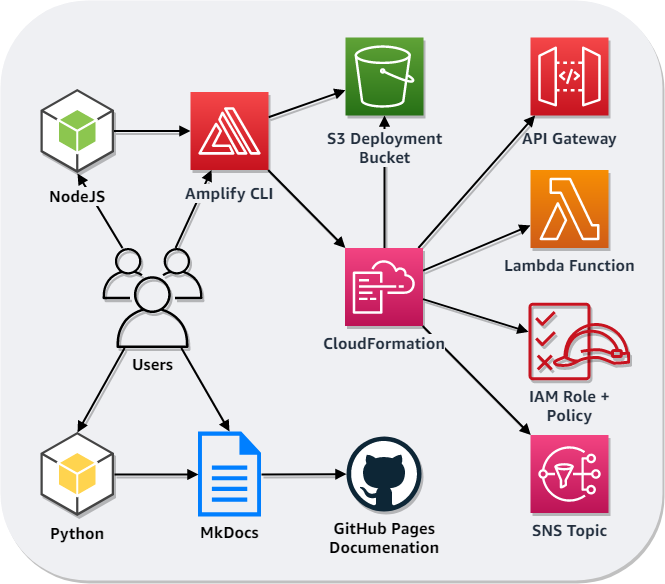 S3 Deployment
Bucket
API Gateway
NodeJS
Amplify CLI
Lambda Function
CloudFormation
Users
IAM Role +
Policy
Python
MkDocs
GitHub Pages
Documenation
SNS Topic